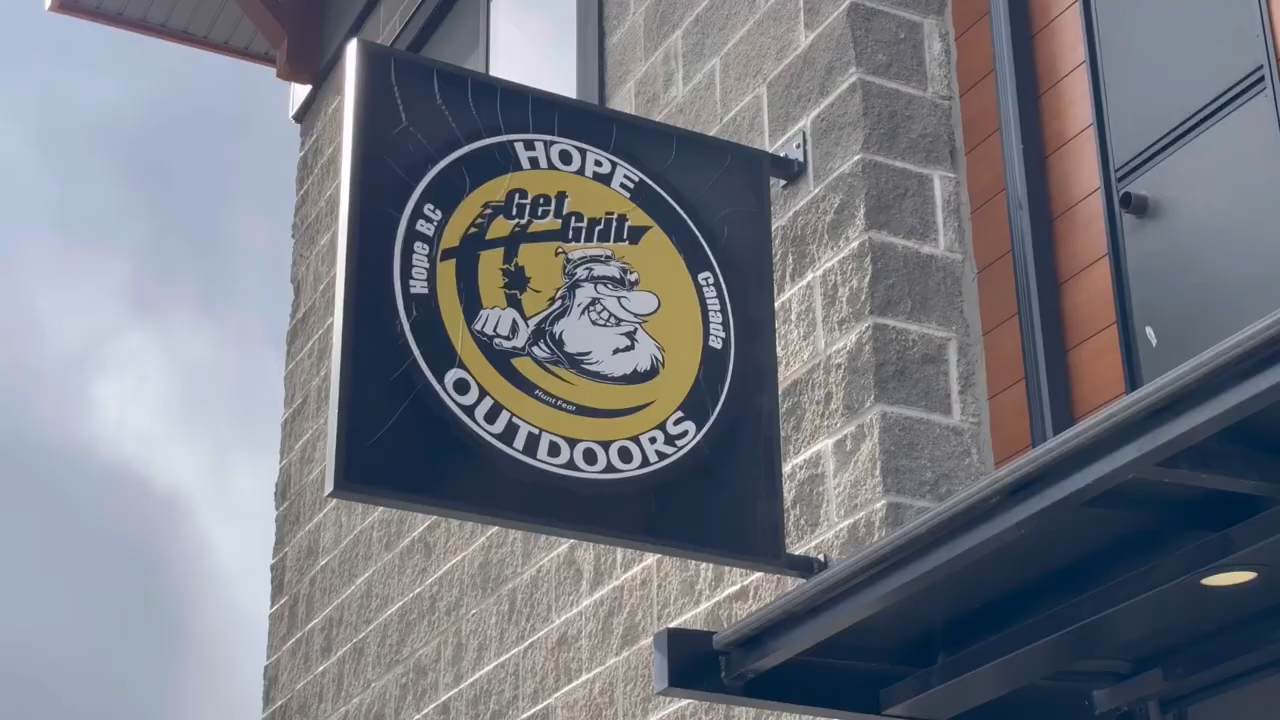 HOPE
Get
Grit
Hope B.C
Canada
Hunt Fear
OUTDOORS